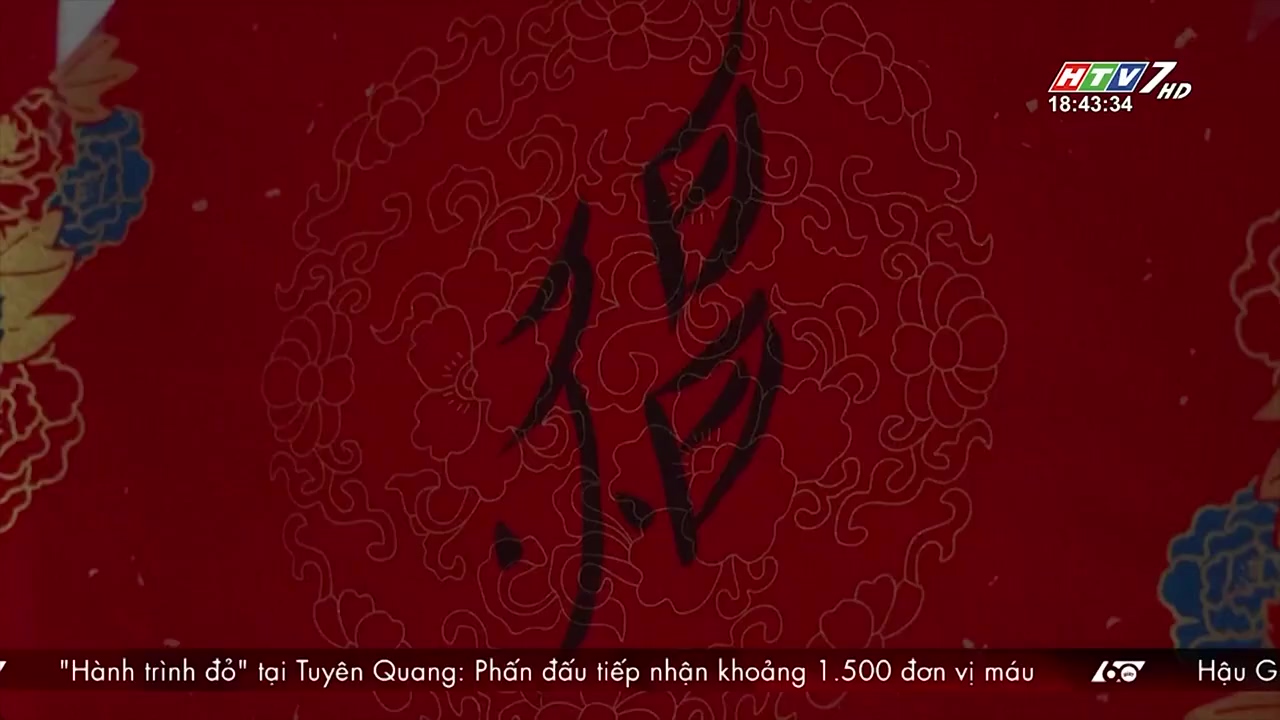 HTV7 HD
18:43:34
"Hành trình đỏ" tại Tuyên Quang: Phấn đấu tiếp nhận khoảng 1.500 đơn vị máu
Hậu G